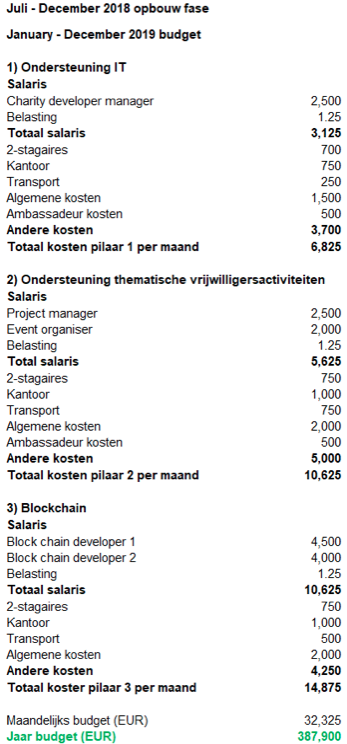 Juli - December 2018 opbouw fase
January - December 2019 budget
1) Ondersteuning IT
Salaris
Charity developer manager 2,500
Belasting 1.25
Totaal salaris 3,125
2-stagaires 700
Kantoor 750
Transport 250
Algemene kosten 1,500
Ambassadeur kosten 500
Andere kosten 3,700
Totaal kosten pilaar 1 per maand 6,825
2) Ondersteuning thematische vrijwilligersactiviteiten
Salaris
Project manager 2,500
Event organiser 2,000
Belasting 1.25
Total salaris 5,625
2-stagaires 750
Kantoor 1,000
Transport 750
Algemene kosten 2,000
Ambassadeur kosten 500
Andere kosten 5,000
Totaal kosten pilaar 2 per maand 10,625
3) Blockchain
Salaris
Block chain developer 1 4,500
Block chain developer 2 4,000
Belasting 1.25
Totaal salaris 10,625
2-stagaires 750
Kantoor 1,000
Transport 500
Algemene kosten 2,000
Andere kosten 4,250
Totaal koster pilaar 3 per maand 14,875
Maandelijks budget (EUR) 32,325
Jaar budget (EUR) 387,900